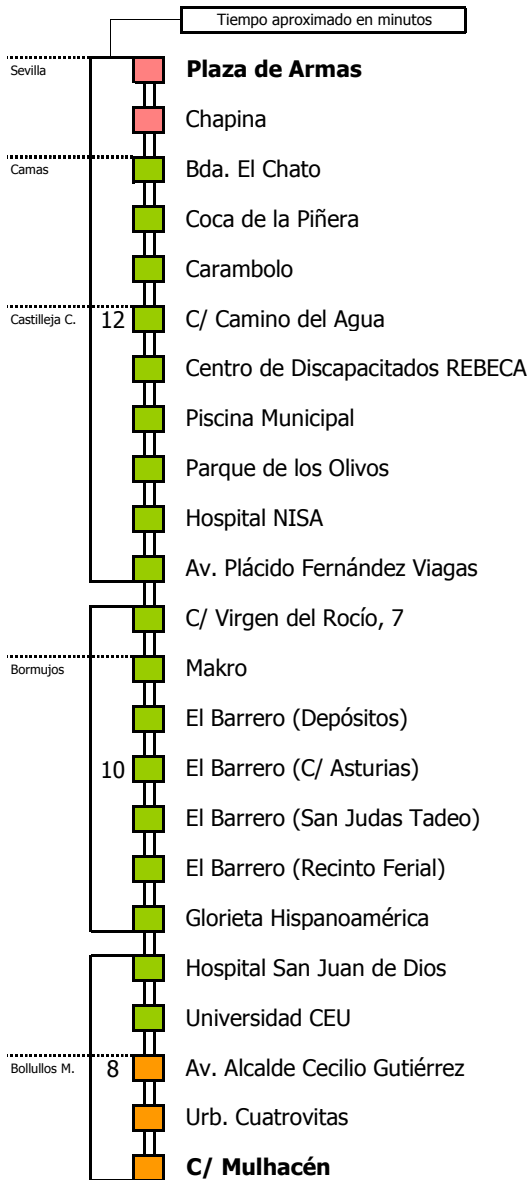 Tiempo aproximado en minutos
Sevilla
Plaza de Armas
Chapina
Camas
Bda. El Chato
Coca de la Piñera
Carambolo
Castilleja C.
12
C/ Camino del Agua
Centro de Discapacitados REBECA
Piscina Municipal
Parque de los Olivos
Hospital NISA
Av. Plácido Fernández Viagas
C/ Virgen del Rocío, 7
Bormujos
Makro
El Barrero (Depósitos)
10
El Barrero (C/ Asturias)
El Barrero (San Judas Tadeo)
El Barrero (Recinto Ferial)
Glorieta Hispanoamérica
Hospital San Juan de Dios
Universidad CEU
Bollullos M.
8
Av. Alcalde Cecilio Gutiérrez
Urb. Cuatrovitas
C/ Mulhacén